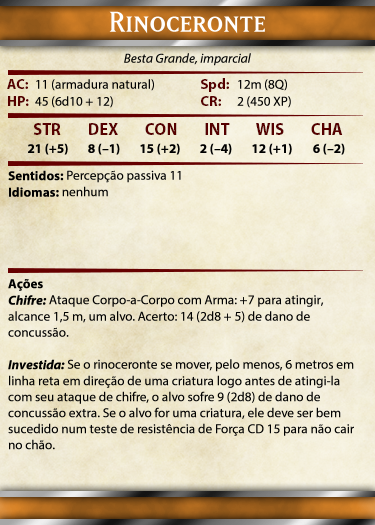 RINOCERONTE
Besta Grande, imparcial
AC: 11 (armadura natural) Spd: 12m (8Q)
HP: 45 (6d10 + 12) CR: 2 (450 XP)
STR DEX CON INT WIS CHA
21 (+5) 8 (–1) 15 (+2) 2 (–4) 12 (+1) 6 (–2)
Sentidos: Percepção passiva 11
Idiomas: nenhum
Ações
Chifre: Ataque Corpo-a-Corpo com Arma: +7 para atingir,
alcance 1,5 m, um alvo. Acerto: 14 (2d8 + 5) de dano de
concussão.
Investida: Se o rinoceronte se mover, pelo menos, 6 metros em
linha reta em direção de uma criatura logo antes de atingi-la
com seu ataque de chifre, o alvo sofre 9 (2d8) de dano de
concussão extra. Se o alvo for uma criatura, ele deve ser bem
sucedido num teste de resistência de Força CD 15 para não cair
no chão.